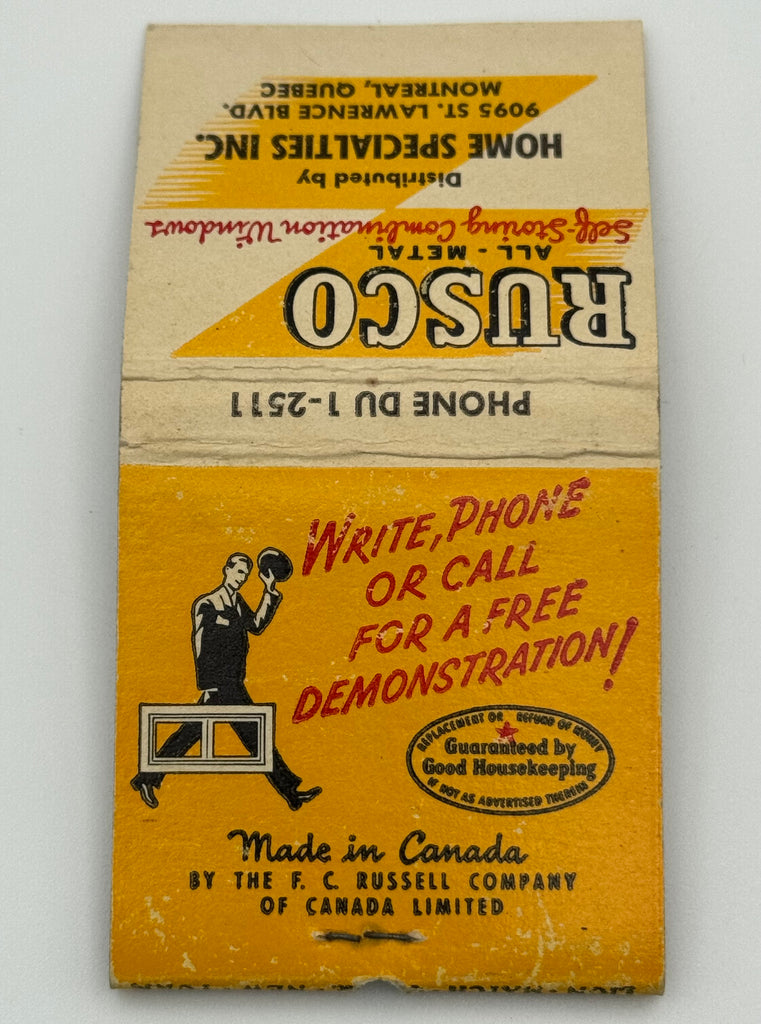 RUSCO
ALL - METAL
Self-Storing Combination Windows
Distributed by
HOME SPECIALTIES INC.
9095 ST. LAWRENCE BLVD.
MONTREAL, QUEBEC
PHONE DU 1-2511
WRITE, PHONE
OR CALL
FOR A FREE
DEMONSTRATION!
REPLACEMENT OR REFUND OF MONEY
Guaranteed by
Good Housekeeping
IF NOT AS ADVERTISED THEREIN
Made in Canada
BY THE F. C. RUSSELL COMPANY
OF CANADA LIMITED